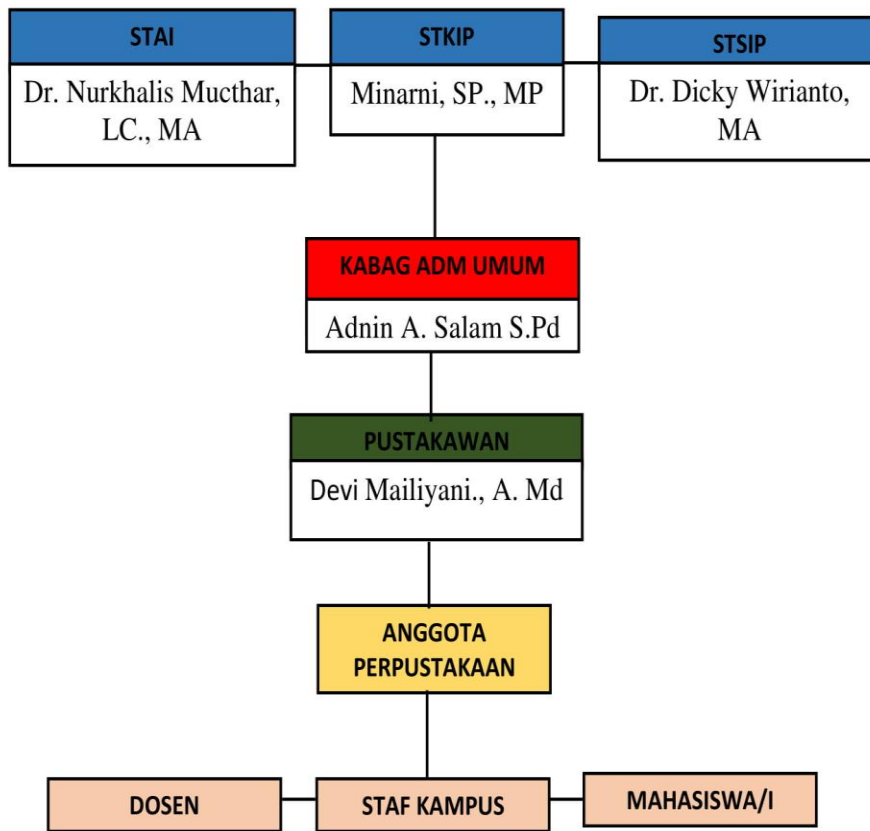 STAI
Dr. Nurkhalis Mucthar,
LC., MA
STKIP
Minarni, SP., MP
STSIP
Dr. Dicky Wirianto,
MA
KABAG ADM UMUM
Adnin A. Salam S.Pd
PUSTAKAWAN
Devi Mailiyani., A. Md
ANGGOTA
PERPUSTAKAAN
DOSEN
STAF KAMPUS
MAHASISWA/I